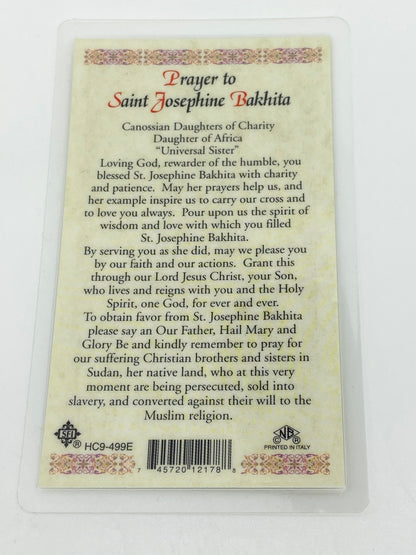 Prayer to
Saint Josephine Bakhita
Canossian Daughters of Charity
Daughter of Africa
"Universal Sister"
Loving God, rewarder of the humble, you
blessed St. Josephine Bakhita with charity
and patience. May her prayers help us, and
her example inspire us to carry our cross and
to love you always. Pour upon us the spirit of
wisdom and love with which you filled
St. Josephine Bakhita.
By serving you as she did, may we please you
by our faith and our actions. Grant this
through our Lord Jesus Christ, your Son,
who lives and reigns with you and the Holy
Spirit, one God, for ever and ever.
To obtain favor from St. Josephine Bakhita
please say an Our Father, Hail Mary and
Glory Be and kindly remember to pray for
our suffering Christian brothers and sisters in
Sudan, her native land, who at this very
moment are being persecuted, sold into
slavery, and converted against their will to the
Muslim religion.
SFI ® HC9-499E
7 45720 12178 8
© NB ®
PRINTED IN ITALY